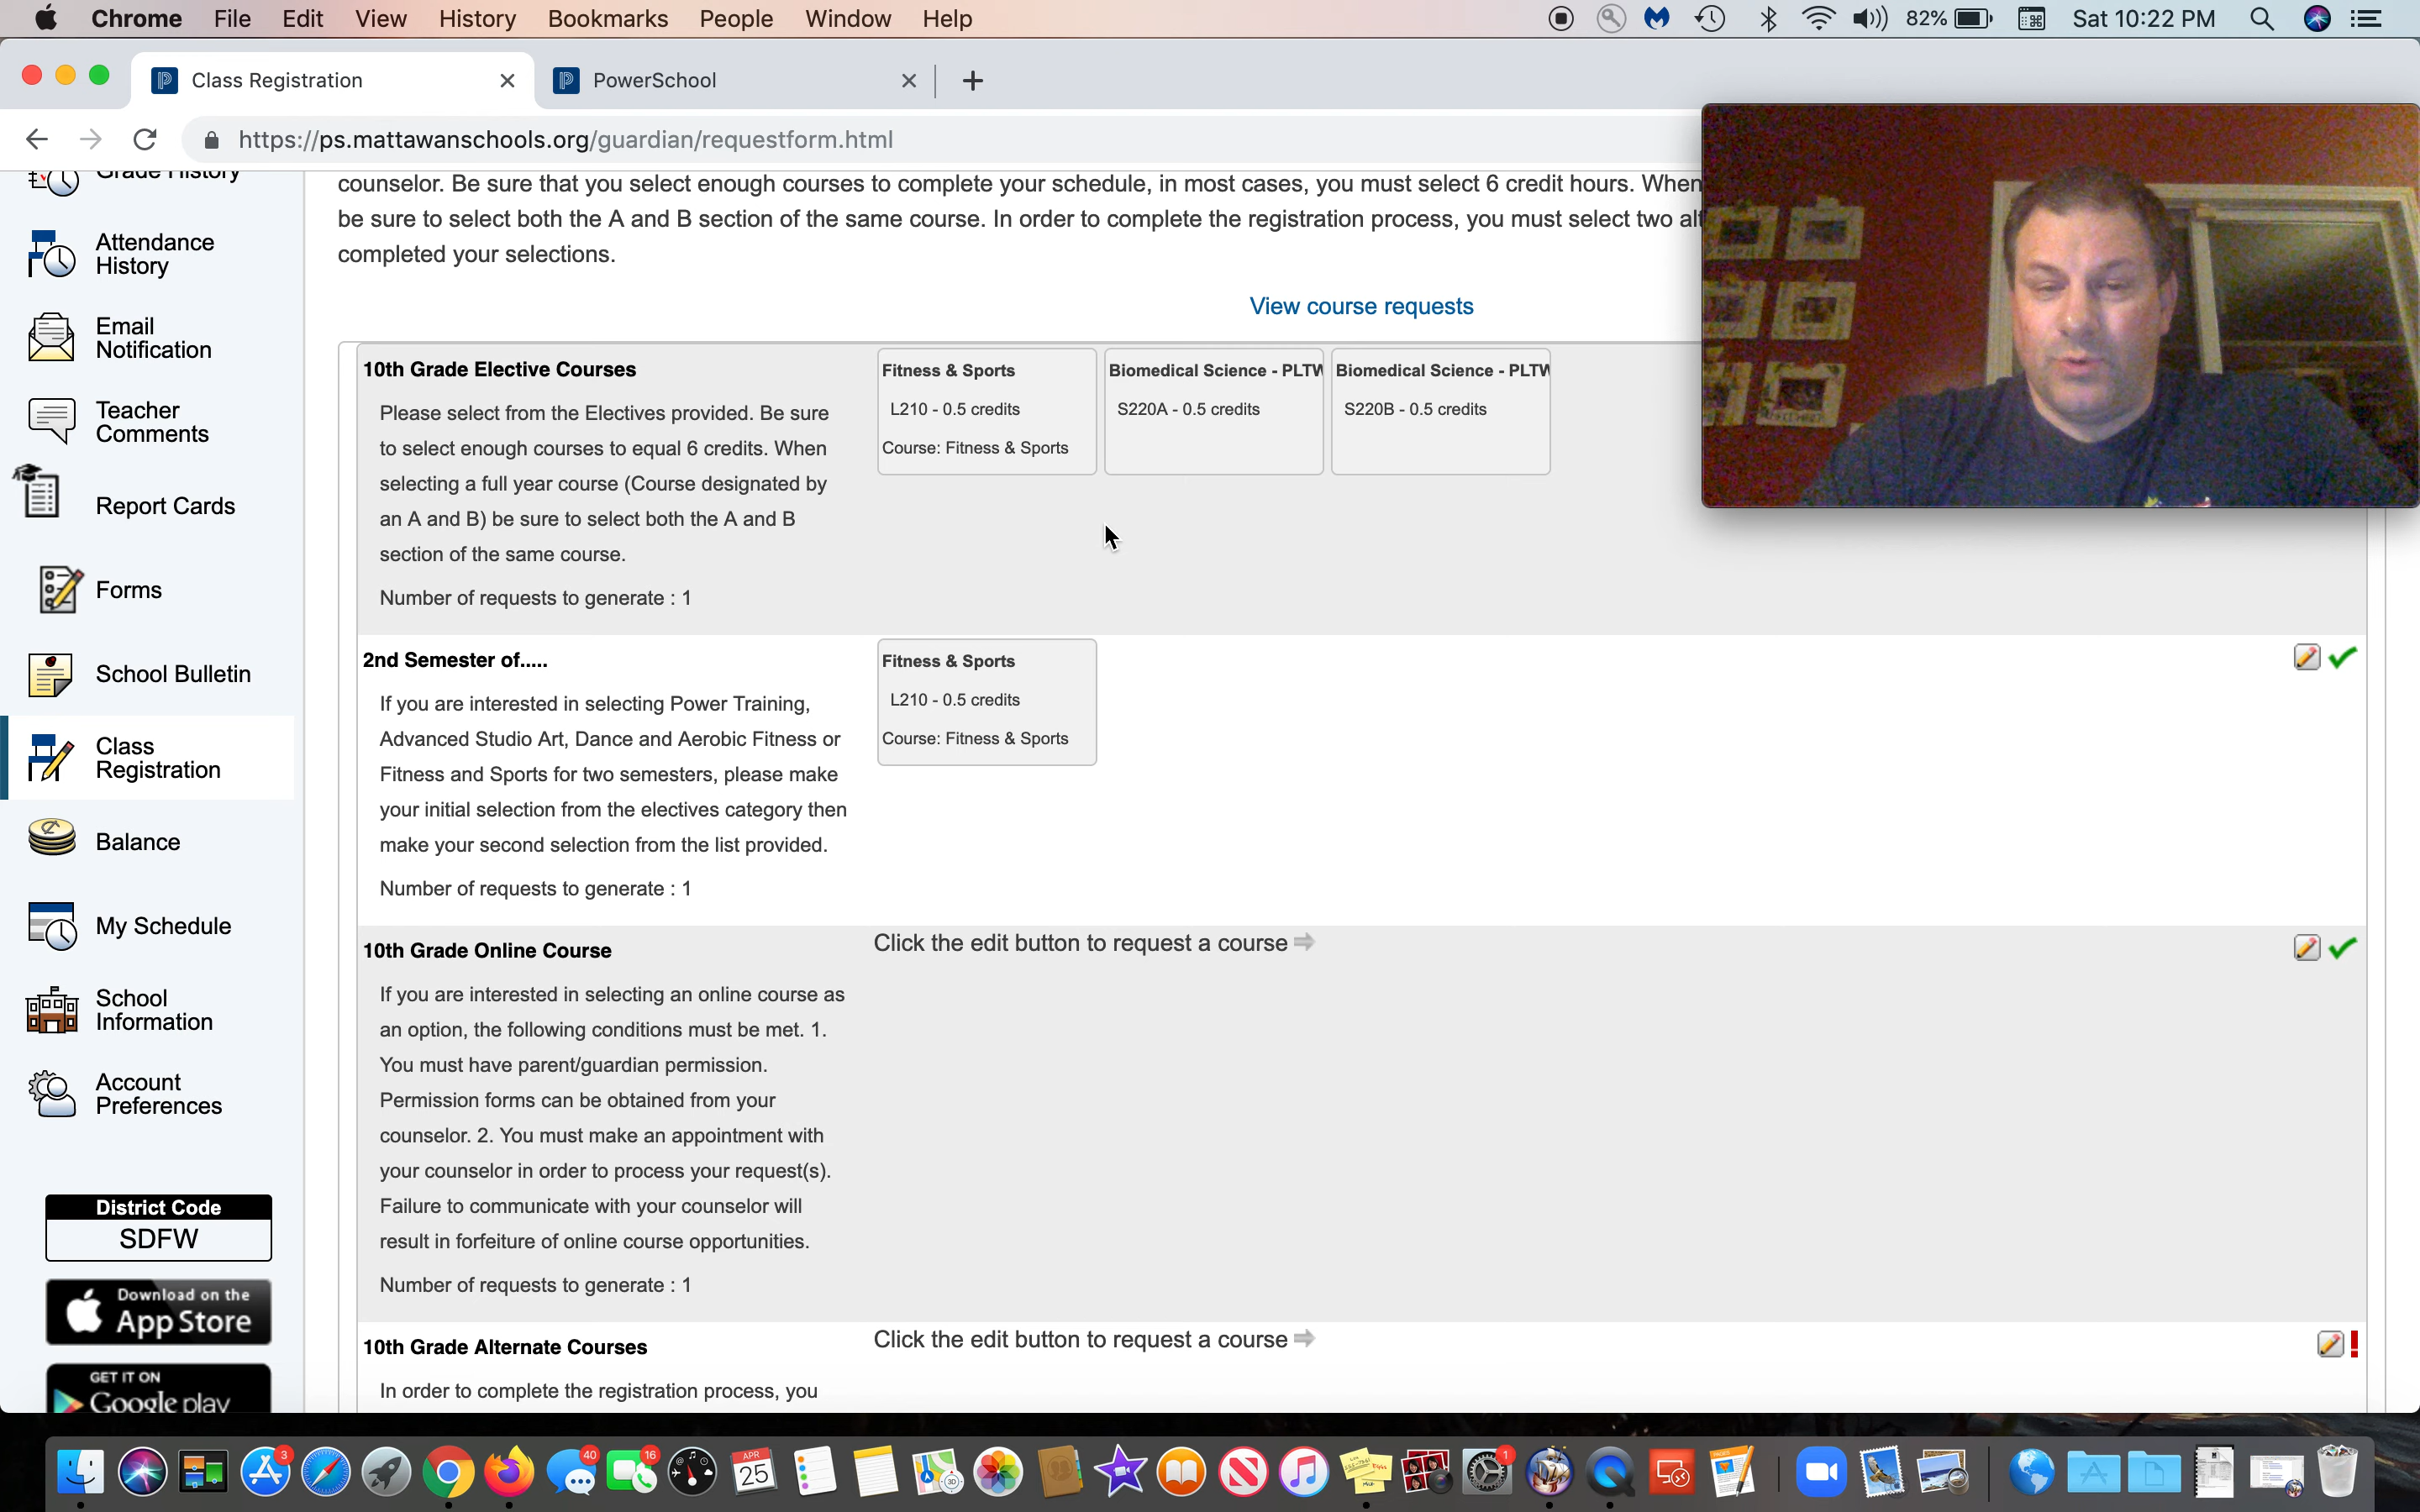 Chrome File Edit View History Bookmarks People Window Help 82% Sat 10:22 PM
Class Registration PowerSchool
https://ps.mattawanschools.org/guardian/requestform.html
Grade History
counselor. Be sure that you select enough courses to complete your schedule, in most cases, you must select 6 credit hours. When
be sure to select both the A and B section of the same course. In order to complete the registration process, you must select two alt
completed your selections.
View course requests
Attendance
History
Email
Notification
Teacher
Comments
Report Cards
Forms
School Bulletin
Class
Registration
Balance
My Schedule
School
Information
Account
Preferences
District Code
SDFW
Download on the
App Store
GET IT ON
Google play
10th Grade Elective Courses
Please select from the Electives provided. Be sure
to select enough courses to equal 6 credits. When
selecting a full year course (Course designated by
an A and B) be sure to select both the A and B
section of the same course.
Number of requests to generate : 1
Fitness & Sports
L210 - 0.5 credits
Course: Fitness & Sports
Biomedical Science - PLTW
S220A - 0.5 credits
Biomedical Science - PLTW
S220B - 0.5 credits
2nd Semester of.....
If you are interested in selecting Power Training,
Advanced Studio Art, Dance and Aerobic Fitness or
Fitness and Sports for two semesters, please make
your initial selection from the electives category then
make your second selection from the list provided.
Number of requests to generate : 1
Fitness & Sports
L210 - 0.5 credits
Course: Fitness & Sports
10th Grade Online Course
Click the edit button to request a course
If you are interested in selecting an online course as
an option, the following conditions must be met. 1.
You must have parent/guardian permission.
Permission forms can be obtained from your
counselor. 2. You must make an appointment with
your counselor in order to process your request(s).
Failure to communicate with your counselor will
result in forfeiture of online course opportunities.
Number of requests to generate : 1
10th Grade Alternate Courses
Click the edit button to request a course
In order to complete the registration process, you
3
40
16
APR
25
1